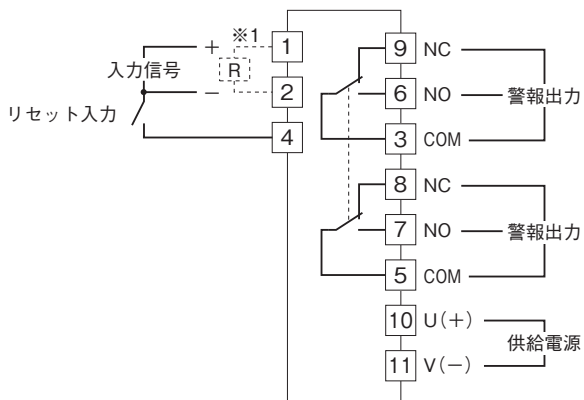 ※1
+
1
入力信号
R
−
2
リセット入力
4
9 NC
6 NO 警報出力
3 COM
8 NC
7 NO 警報出力
5 COM
10 U(+)
供給電源
11 V(−)